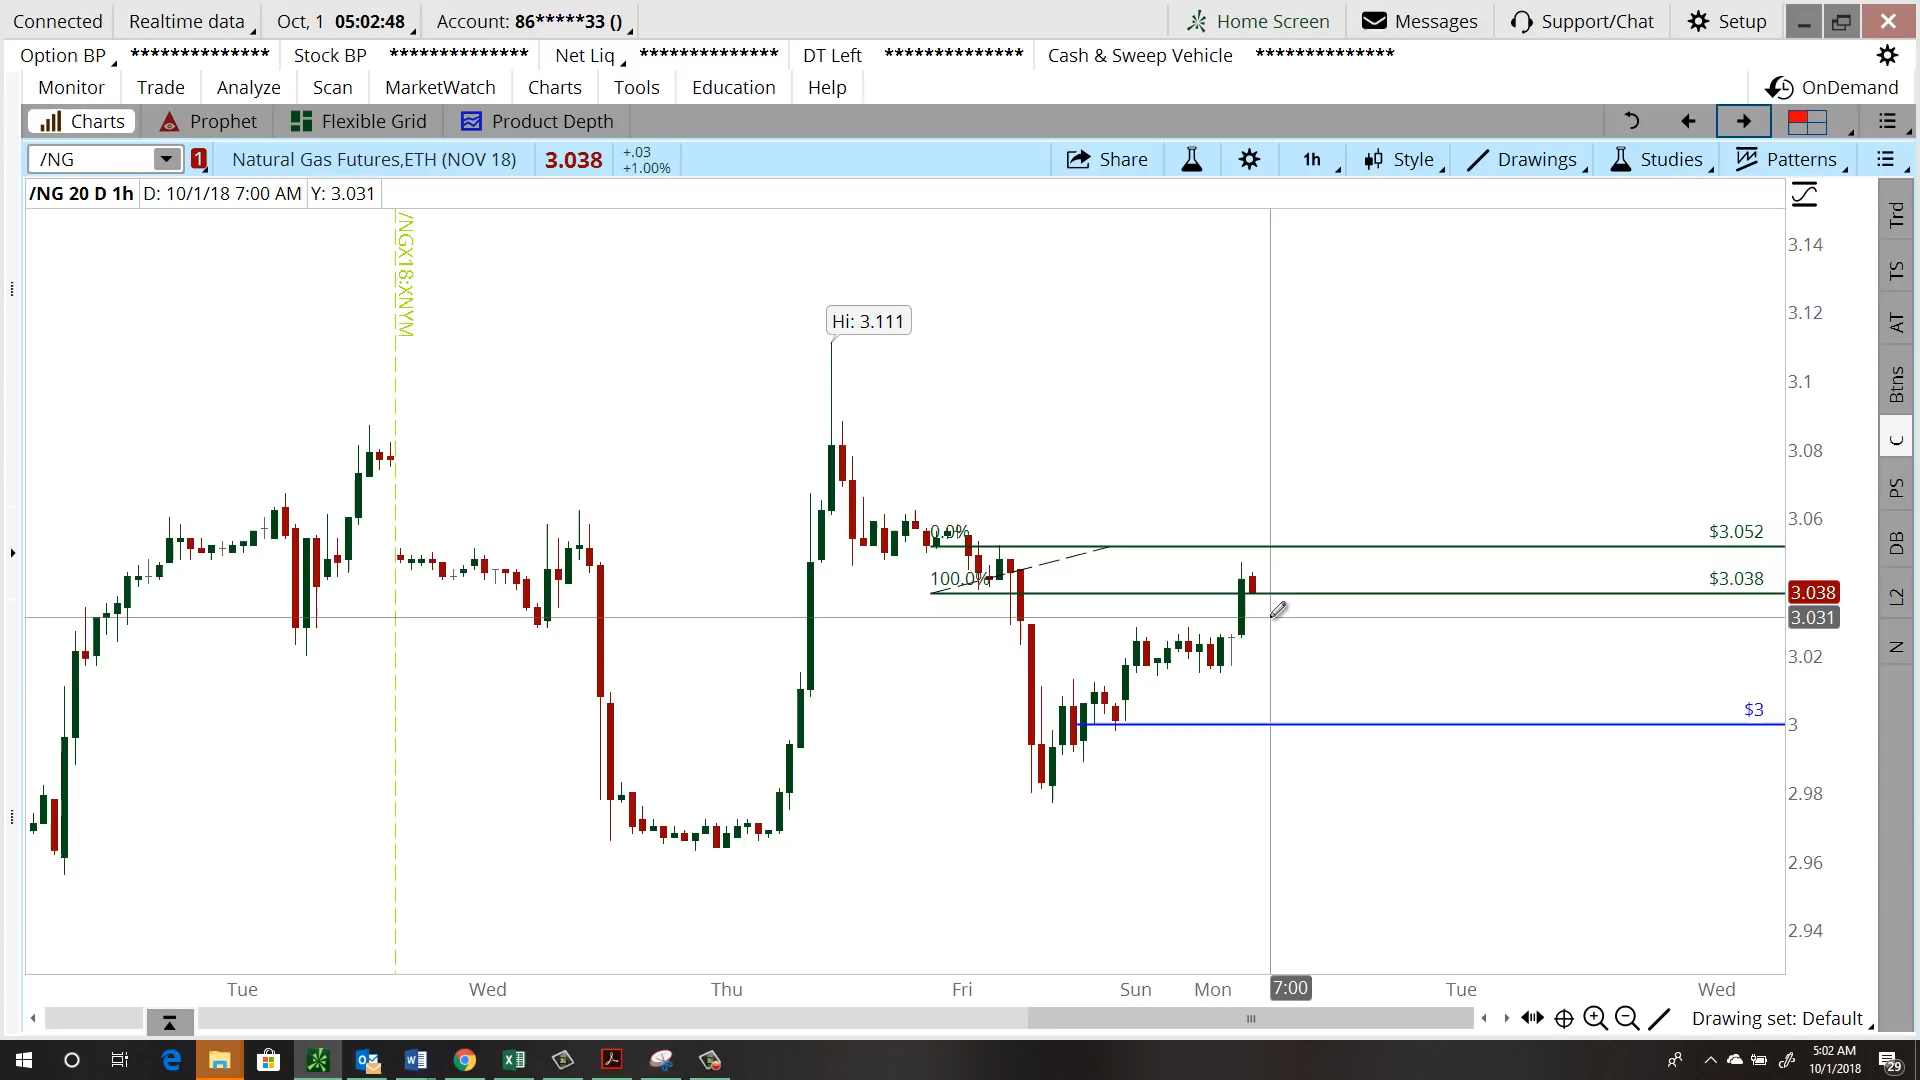 Connected Realtime data Oct, 1 05:02:48 Account: 86*****33 () Home Screen Messages Support/Chat Setup
Option BP ************** Stock BP ************** Net Liq ************** DT Left ************** Cash & Sweep Vehicle **************
Monitor Trade Analyze Scan MarketWatch Charts Tools Education Help OnDemand
Charts Prophet Flexible Grid Product Depth
/NG 1 Natural Gas Futures,ETH (NOV 18) 3.038 +.03 +1.00% Share 1h Style Drawings Studies Patterns
/NG 20 D 1h D: 10/1/18 7:00 AM Y: 3.031
/NGX18:XNYM
Hi: 3.111
0.0% $3.052
100.0% $3.038
$3
3.14
3.12
3.1
3.08
3.06
3.038
3.031
3.02
3
2.98
2.96
2.94
Trd
TS
AT
Btns
C
PS
DB
L2
N
Tue Wed Thu Fri Sun Mon 7:00 Tue Wed
Drawing set: Default
5:02 AM
10/1/2018
29